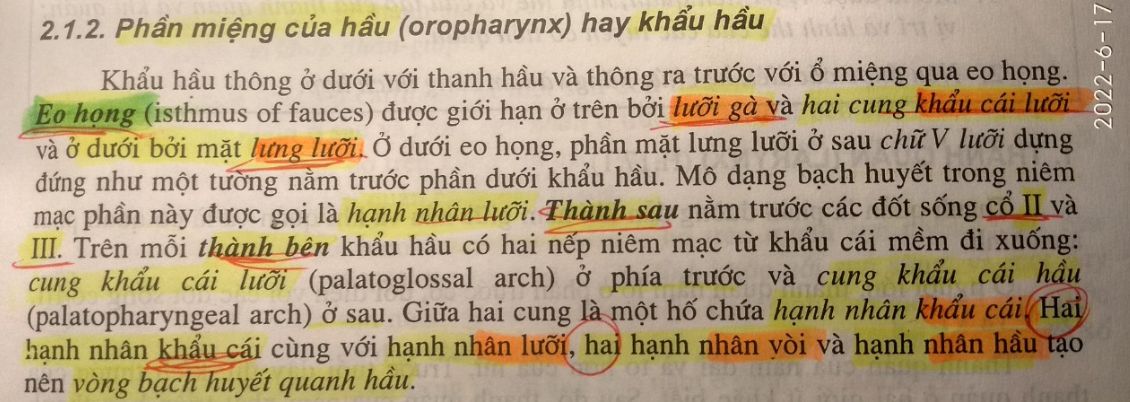 2.1.2. Phần miệng của hầu (oropharynx) hay khẩu hầu
Khẩu hầu thông ở dưới với thanh hầu và thông ra trước với ổ miệng qua eo họng.
Eo họng (isthmus of fauces) được giới hạn ở trên bởi lưỡi gà và hai cung khẩu cái lưỡi
và ở dưới bởi mặt lưng lưỡi. Ở dưới eo họng, phần mặt lưng lưỡi ở sau chữ V lưỡi dựng
đứng như một tường nằm trước phần dưới khẩu hầu. Mô dạng bạch huyết trong niêm
mạc phần này được gọi là hạnh nhân lưỡi. Thành sau nằm trước các đốt sống cổ II và
III. Trên mỗi thành bên khẩu hầu có hai nếp niêm mạc từ khẩu cái mềm đi xuống:
cung khẩu cái lưỡi (palatoglossal arch) ở phía trước và cung khẩu cái hầu
(palatopharyngeal arch) ở sau. Giữa hai cung là một hố chứa hạnh nhân khẩu cái. Hai
hạnh nhân khẩu cái cùng với hạnh nhân lưỡi, hai hạnh nhân vòi và hạnh nhân hầu tạo
nên vòng bạch huyết quanh hầu.
2022-6-17